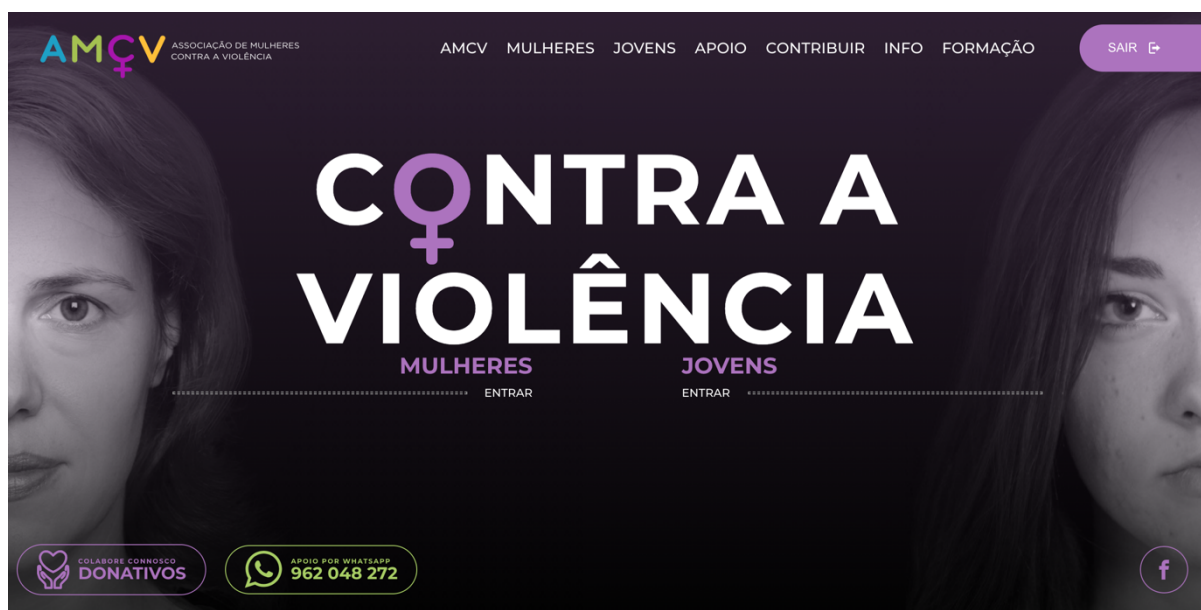 AMCV
ASSOCIAÇÃO DE MULHERES
CONTRA A VIOLÊNCIA
AMCV MULHERES JOVENS APOIO CONTRIBUIR INFO FORMAÇÃO
SAIR
CONTRA A
VIOLÊNCIA
MULHERES
ENTRAR
JOVENS
ENTRAR
COLABORE CONNOSCO
DONATIVOS
APOIO POR WHATSAPP
962 048 272